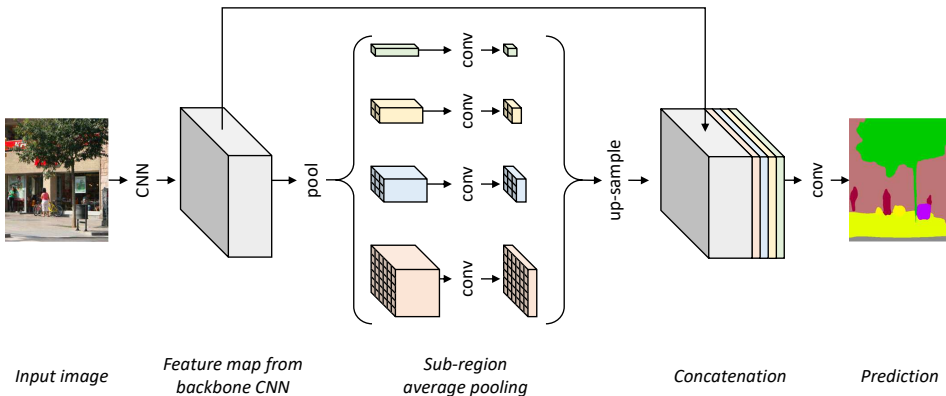 CNN
pool
conv
conv
conv
conv
up-sample
conv
Input image
Feature map from
backbone CNN
Sub-region
average pooling
Concatenation
Prediction